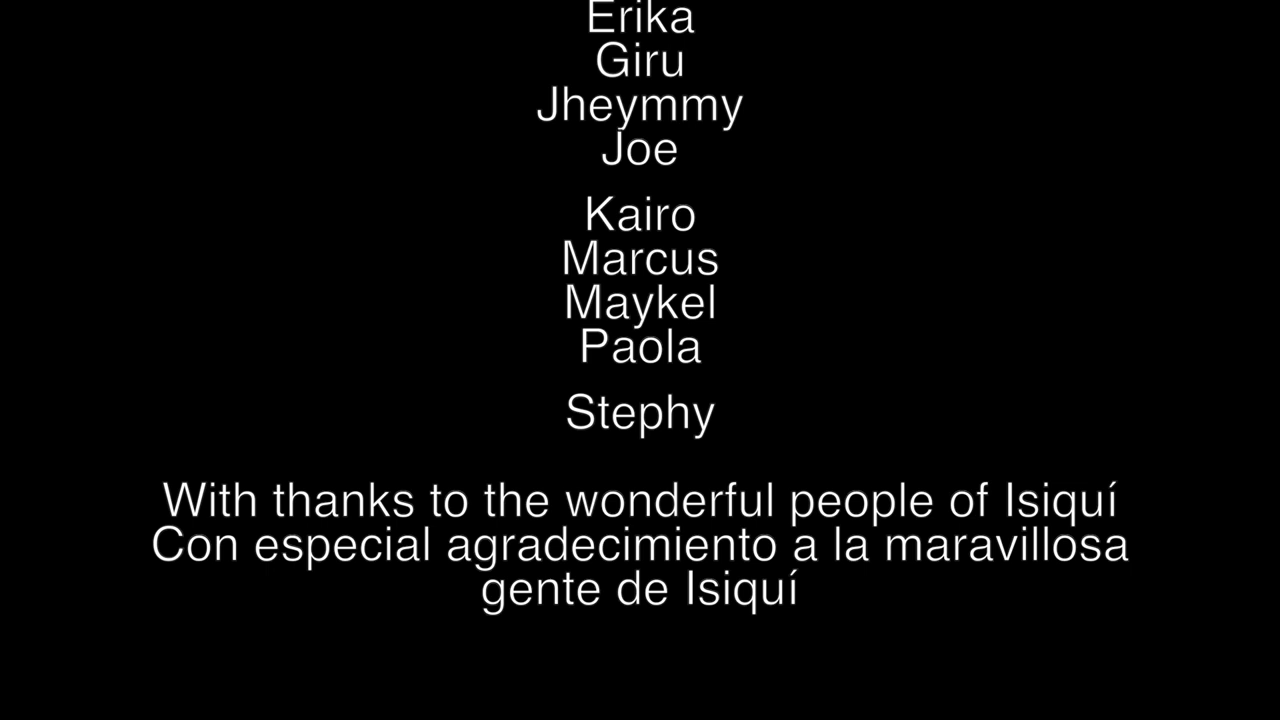 Erika
Giru
Jheymmy
Joe
Kairo
Marcus
Maykel
Paola
Stephy
With thanks to the wonderful people of Isiquí
Con especial agradecimiento a la maravillosa
gente de Isiquí